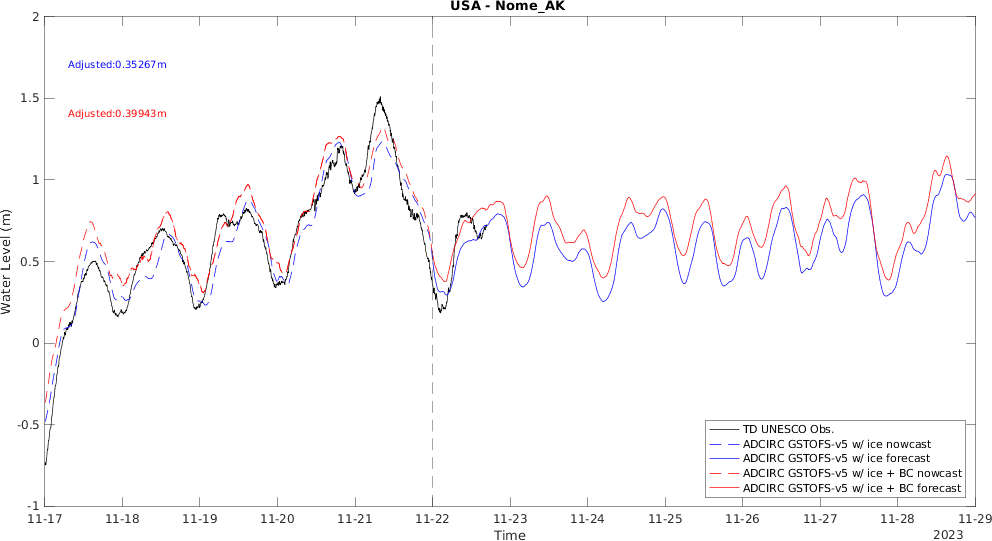 USA - Nome_AK
Adjusted:0.35267m
Adjusted:0.39943m
Water Level (m)
2
1.5
1
0.5
0
-0.5
-1
TD UNESCO Obs.
ADCIRC GSTOFS-v5 w/ ice nowcast
ADCIRC GSTOFS-v5 w/ ice forecast
ADCIRC GSTOFS-v5 w/ ice + BC nowcast
ADCIRC GSTOFS-v5 w/ ice + BC forecast
11-17 11-18 11-19 11-20 11-21 11-22 11-23 11-24 11-25 11-26 11-27 11-28 11-29
Time
2023